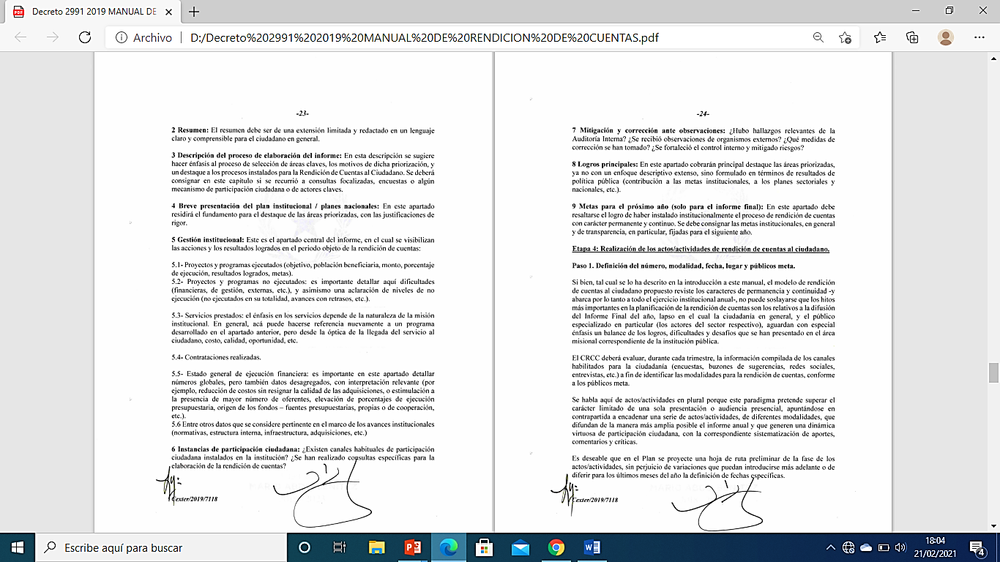 Decreto 2991 2019 MANUAL DE
Archivo
D:/Decreto%202991%202019%20MANUAL%20DE%20RENDICION%20DE%20CUENTAS.pdf
-23-
2 Resumen: El resumen debe ser de una extensión limitada y redactado en un lenguaje
claro y comprensible para el ciudadano en general.
3 Descripción del proceso de elaboración del informe: En esta descripción se sugiere
hacer énfasis al proceso de selección de áreas claves, los motivos de dicha priorización, y
un destaque a los procesos instalados para la Rendición de Cuentas al Ciudadano. Se deberá
consignar en este capítulo si se recurrió a consultas focalizadas, encuestas o algún
mecanismo de participación ciudadana o de actores claves.
4 Breve presentación del plan institucional / planes nacionales: En este apartado
residirá el fundamento para el destaque de las áreas priorizadas, con las justificaciones de
rigor.
5 Gestión institucional: Este es el apartado central del informe, en el cual se visibilizan
las acciones y los resultados logrados en el periodo objeto de la rendición de cuentas:
5.1- Proyectos y programas ejecutados (objetivo, población beneficiaria, monto, porcentaje
de ejecución, resultados logrados, metas).
5.2- Proyectos y programas no ejecutados: es importante detallar aquí dificultades
(financieras, de gestión, externas, etc.), y asimismo una aclaración de niveles de no
ejecución (no ejecutados en su totalidad, avances con retrasos, etc.).
5.3- Servicios prestados: el énfasis en los servicios depende de la naturaleza de la misión
institucional. En general, acá puede hacerse referencia nuevamente a un programa
desarrollado en el apartado anterior, pero desde la óptica de la llegada del servicio al
ciudadano, costo, calidad, oportunidad, etc.
5.4- Contrataciones realizadas.
5.5- Estado general de ejecución financiera: es importante en este apartado detallar
números globales, pero también datos desagregados, con interpretación relevante (por
ejemplo, reducción de costos sin resignar la calidad de las adquisiciones, o estimulación a
la presencia de mayor número de oferentes, elevación de porcentajes de ejecución
presupuestaria, origen de los fondos – fuentes presupuestarias, propias o de cooperación,
etc.).
5.6 Entre otros datos que se considere pertinente en el marco de los avances institucionales
(normativas, estructura interna, infraestructura, adquisiciones, etc.)
6 Instancias de participación ciudadana: ¿Existen canales habituales de participación
ciudadana instalados en la institución? ¿Se han realizado consultas específicas para la
elaboración de la rendición de cuentas?
Cexter/2019/7118
-24-
7 Mitigación y corrección ante observaciones: ¿Hubo hallazgos relevantes de la
Auditoría Interna? ¿Se recibió observaciones de organismos externos? ¿Qué medidas de
corrección se han tomado? ¿Se fortaleció el control interno y mitigado riesgos?
8 Logros principales: En este apartado cobrarán principal destaque las áreas priorizadas,
ya no con un enfoque descriptivo extenso, sino formulado en términos de resultados de
política pública (contribución a las metas institucionales, a los planes sectoriales y
nacionales, etc.).
9 Metas para el próximo año (solo para el informe final): En este apartado debe
resaltarse el logro de haber instalado institucionalmente el proceso de rendición de cuentas
con carácter permanente y continuo. Se debe consignar las metas institucionales, en general
y de transparencia, en particular, fijadas para el siguiente año.
Etapa 4: Realización de los actos/actividades de rendición de cuentas al ciudadano.
Paso 1. Definición del número, modalidad, fecha, lugar y públicos meta.
Si bien, tal cual se lo ha descrito en la introducción a este manual, el modelo de rendición
de cuentas al ciudadano propuesto reviste los caracteres de permanencia y continuidad -y
abarca por lo tanto a todo el ejercicio institucional anual-, no puede soslayarse que los hitos
más importantes en la planificación de la rendición de cuentas son los relativos a la difusión
del Informe Final del año, lapso en el cual la ciudadanía en general, y el público
especializado en particular (los actores del sector respectivo), aguardan con especial
énfasis un balance de los logros, dificultades y desafíos que se han presentado en el área
misional correspondiente de la institución pública.
El CRCC deberá evaluar, durante cada trimestre, la información compilada de los canales
habilitados para la ciudadanía (encuestas, buzones de sugerencias, redes sociales,
entrevistas, etc.) a fin de identificar las modalidades para la rendición de cuentas, conforme
a los públicos meta.
Se habla aquí de actos/actividades en plural porque este paradigma pretende superar el
carácter limitado de una sola presentación o audiencia presencial, apuntándose en
contrapartida a encadenar una serie de actos/actividades, de diferentes modalidades, que
difundan de la manera más amplia posible el informe anual y que generen una dinámica
virtuosa de participación ciudadana, con la correspondiente sistematización de aportes,
comentarios y críticas.
Es deseable que en el Plan se proyecte una hoja de ruta preliminar de la fase de los
actos/actividades, sin perjuicio de variaciones que puedan introducirse más adelante o de
diferir para los últimos meses del año la definición de fechas específicas.
Cexter/2019/7118
Escribe aquí para buscar
18:04
21/02/2021
4